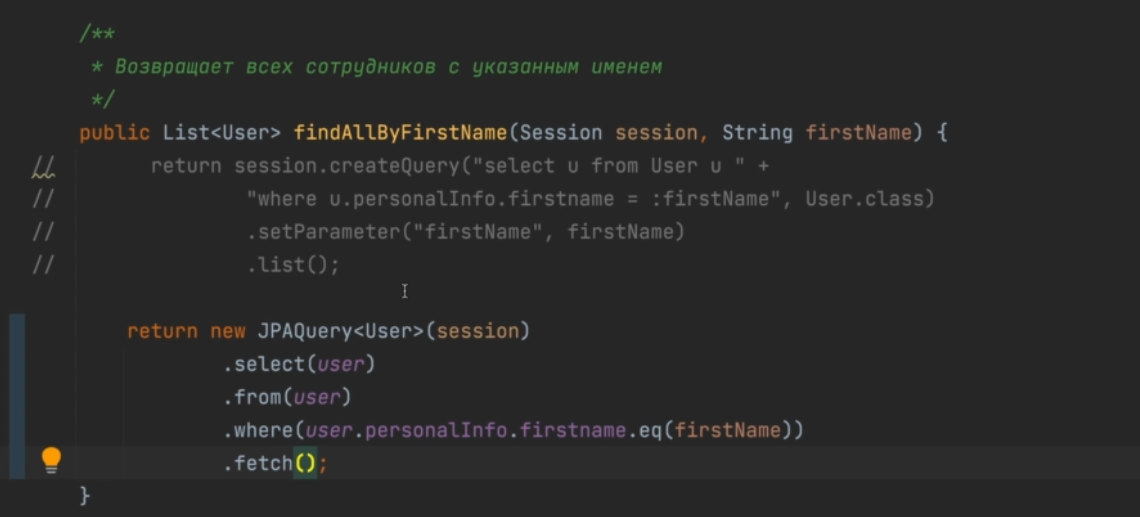 /**
 * Возвращает всех сотрудников с указанным именем
 */
public List<User> findAllByFirstName(Session session, String firstName) {
//        return session.createQuery("select u from User u " +
//                "where u.personalInfo.firstname = :firstName", User.class)
//                .setParameter("firstName", firstName)
//                .list();
    return new JPAQuery<User>(session)
            .select(user)
            .from(user)
            .where(user.personalInfo.firstname.eq(firstName))
            .fetch();
}